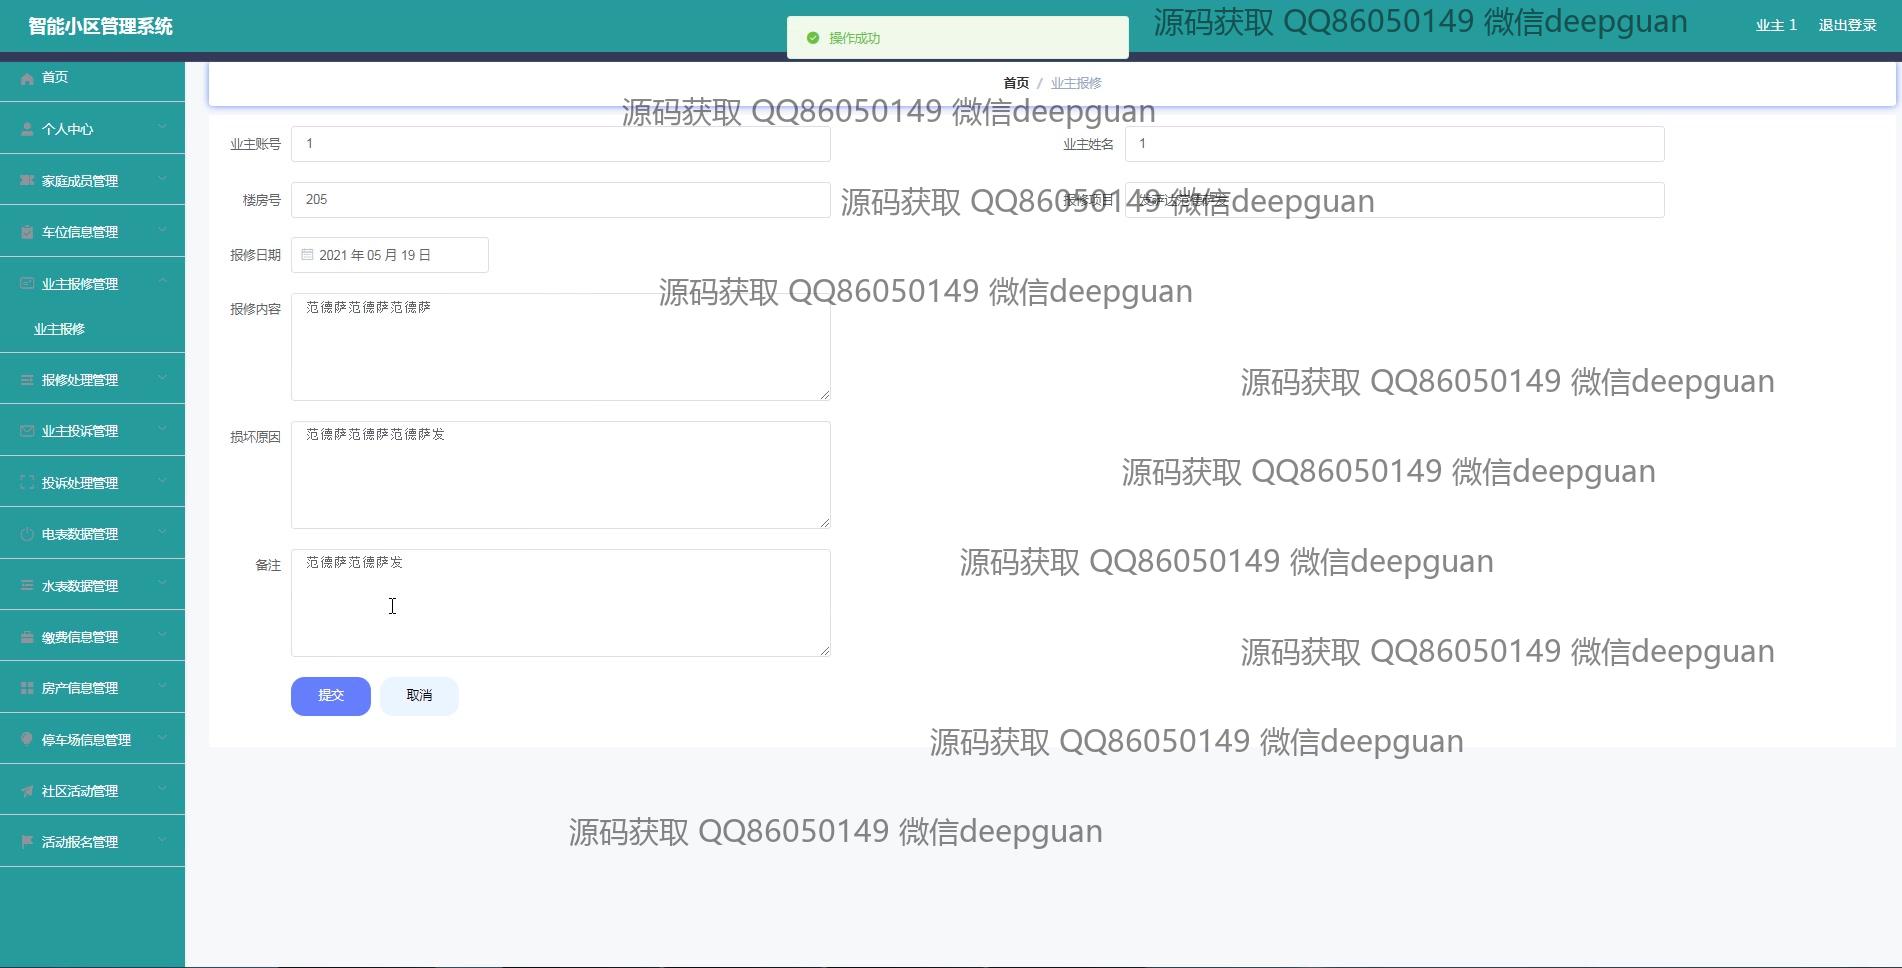 智能小区管理系统
操作成功
源码获取 QQ86050149 微信deepguan
业主 1 退出登录
首页
首页 / 业主报修
源码获取 QQ86050149 微信deepguan
个人中心
业主账号 1
业主姓名 1
家庭成员管理
楼房号 205
源码获取 QQ86050149 微信deepguan
报修项目
车位信息管理
报修日期 2021 年 05 月 19 日
业主报修管理
源码获取 QQ86050149 微信deepguan
报修内容 范德萨范德萨范德萨
业主报修
报修处理管理
源码获取 QQ86050149 微信deepguan
业主投诉管理
损坏原因 范德萨范德萨范德萨发
投诉处理管理
源码获取 QQ86050149 微信deepguan
电表数据管理
备注 范德萨范德萨发
源码获取 QQ86050149 微信deepguan
水表数据管理
缴费信息管理
源码获取 QQ86050149 微信deepguan
房产信息管理
提交 取消
停车场信息管理
源码获取 QQ86050149 微信deepguan
社区活动管理
源码获取 QQ86050149 微信deepguan
活动报名管理